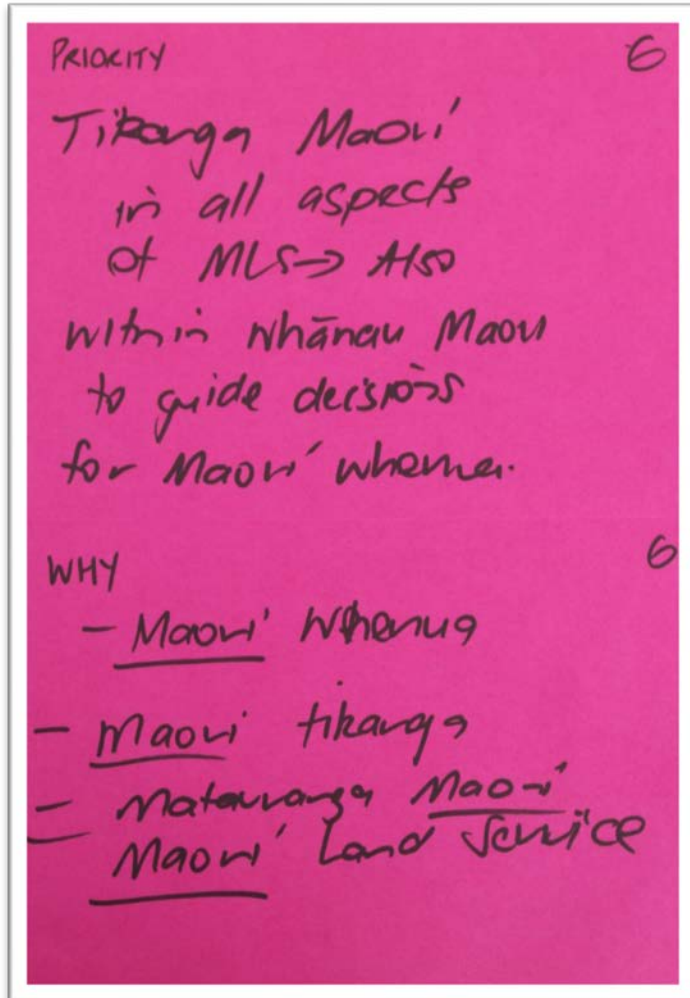 PRIORITY 6
Tikanga Maori
in all aspects
of MLS → Also
within whānau Maori
to guide decisions
for Maori whenua.
WHY 6
- Maori Whenua
- Maori tikanga
- Matauranga Maori
- Maori Land Service